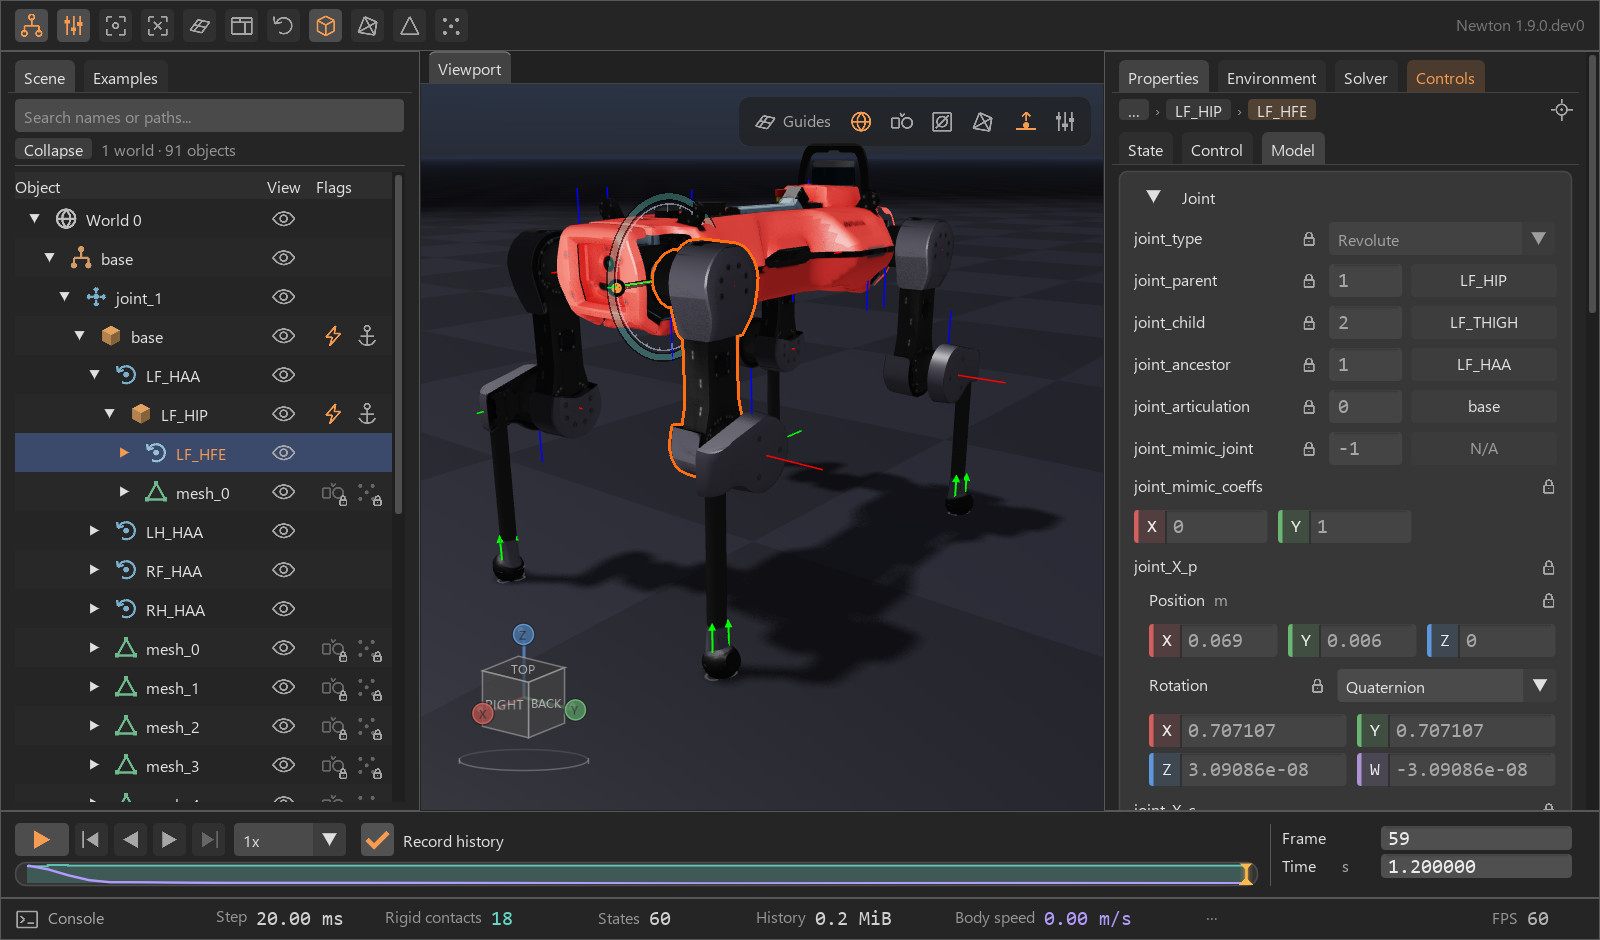 Newton 1.9.0.dev0
Scene Examples
Search names or paths...
Collapse 1 world · 91 objects
Object View Flags
World 0
base
joint_1
base
LF_HAA
LF_HIP
LF_HFE
mesh_0
LH_HAA
RF_HAA
RH_HAA
mesh_0
mesh_1
mesh_2
mesh_3
Viewport
Guides
Z
TOP
RIGHT BACK
X Y
Properties Environment Solver Controls
... › LF_HIP › LF_HFE
State Control Model
Joint
joint_type Revolute
joint_parent 1 LF_HIP
joint_child 2 LF_THIGH
joint_ancestor 1 LF_HAA
joint_articulation 0 base
joint_mimic_joint -1 N/A
joint_mimic_coeffs
X 0 Y 1
joint_X_p
Position m
X 0.069 Y 0.006 Z 0
Rotation Quaternion
X 0.707107 Y 0.707107
Z 3.09086e-08 W -3.09086e-08
1x Record history
Frame 59
Time s 1.200000
Console Step 20.00 ms Rigid contacts 18 States 60 History 0.2 MiB Body speed 0.00 m/s ... FPS 60